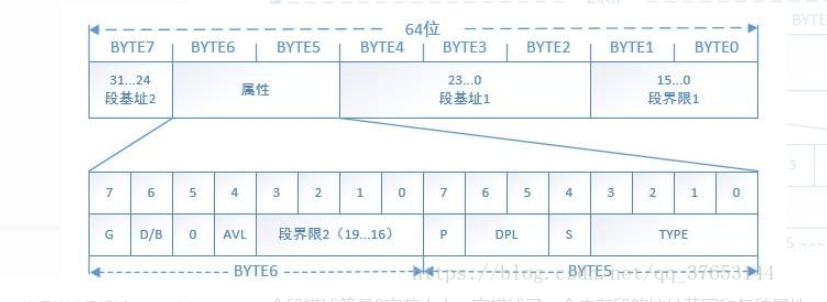 64位
BYTE7 BYTE6 BYTE5 BYTE4 BYTE3 BYTE2 BYTE1 BYTE0
31...24 属性 23...0 15...0
段基址2 段基址1 段界限1
7 6 5 4 3 2 1 0 7 6 5 4 3 2 1 0
G D/B 0 AVL 段界限2（19...16） P DPL S TYPE
BYTE6 BYTE5
https://blog.csdn.net/qq_37653144
BYTE